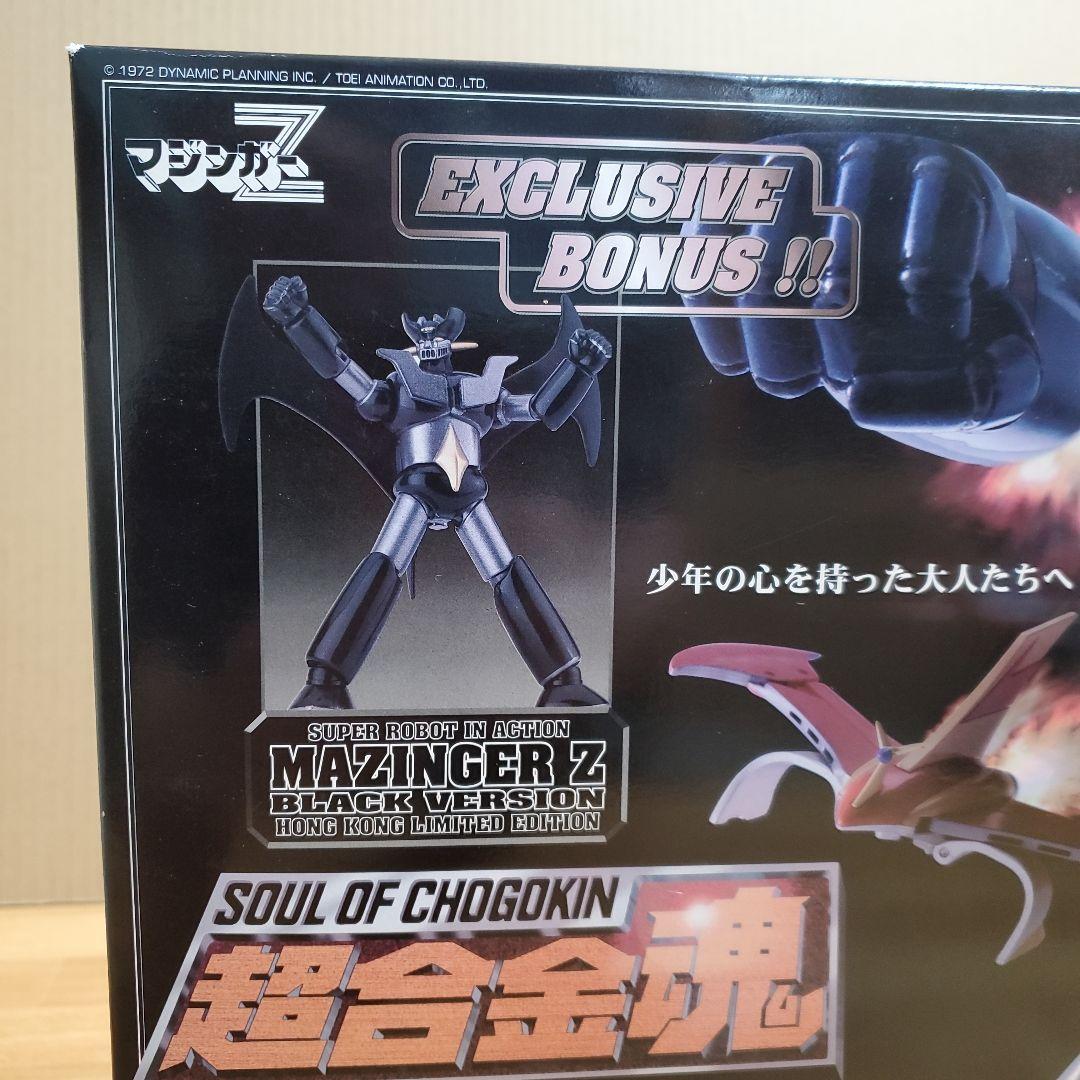 © 1972 DYNAMIC PLANNING INC. / TOEI ANIMATION CO.,LTD.
マジンガーZ
EXCLUSIVE
BONUS !!
少年の心を持った大人たちへ
SUPER ROBOT IN ACTION
MAZINGER Z
BLACK VERSION
HONG KONG LIMITED EDITION
SOUL OF CHOGOKIN
超合金魂